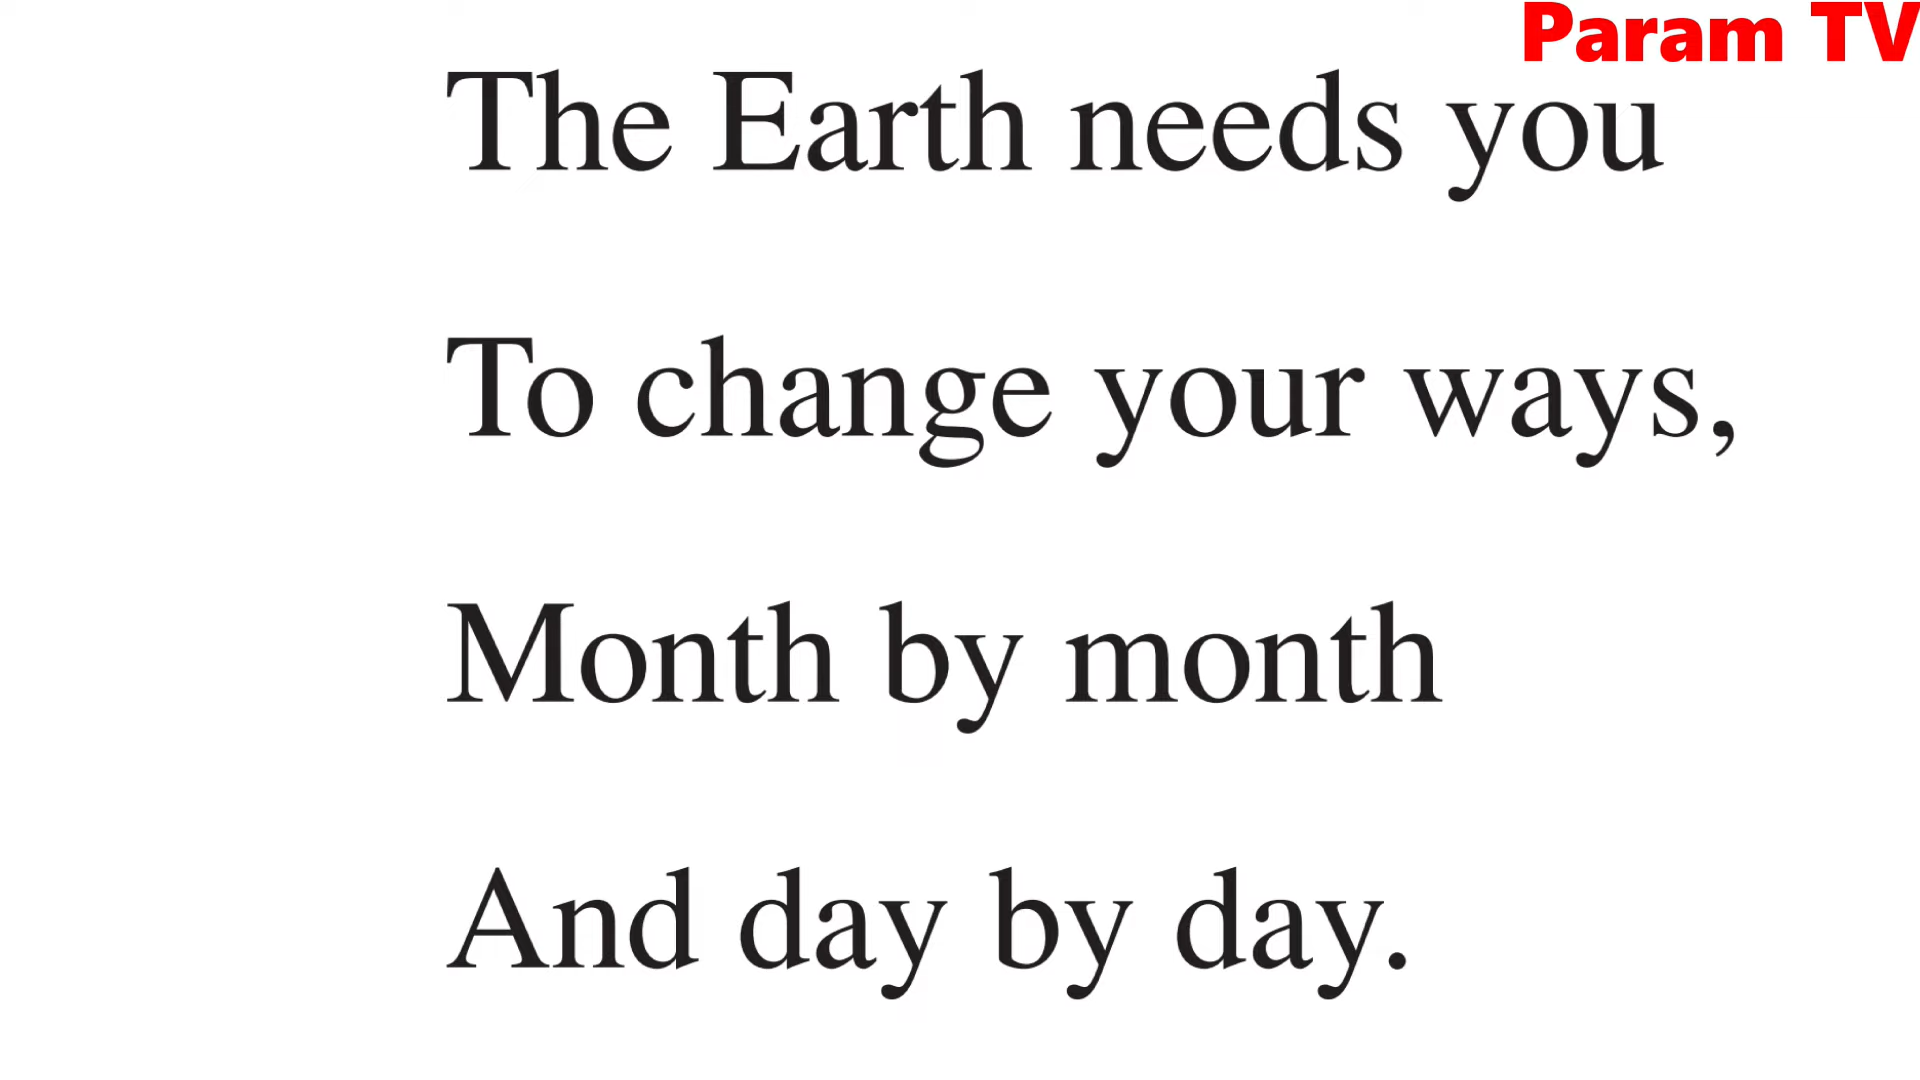 Param TV
The Earth needs you
To change your ways,
Month by month
And day by day.